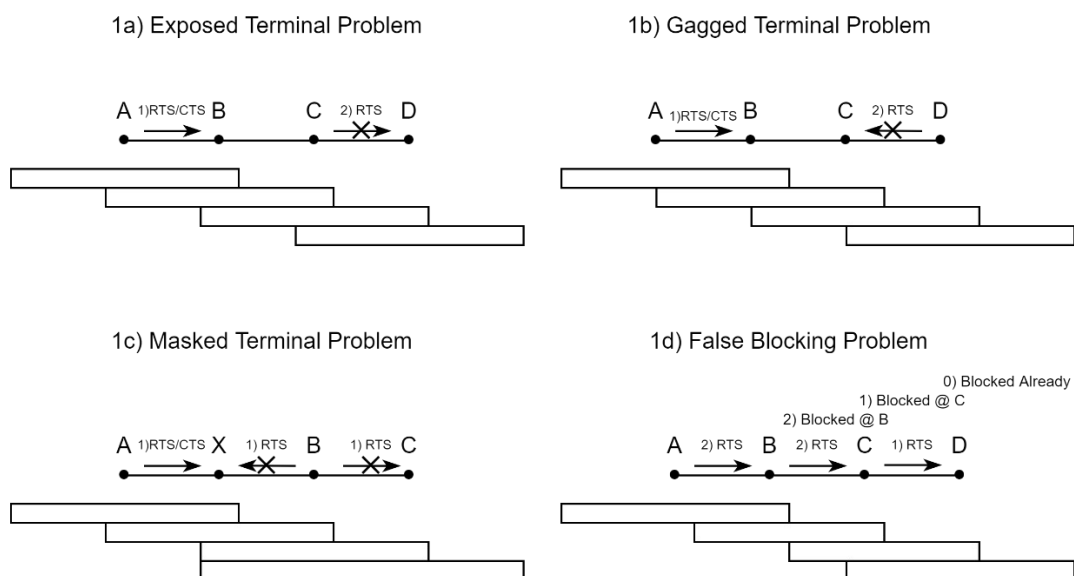 1a) Exposed Terminal Problem
A 1)RTS/CTS B C 2) RTS D
1b) Gagged Terminal Problem
A 1)RTS/CTS B C 2) RTS D
1c) Masked Terminal Problem
A 1)RTS/CTS X 1) RTS B 1) RTS C
1d) False Blocking Problem
0) Blocked Already
1) Blocked @ C
2) Blocked @ B
A 2) RTS B 2) RTS C 1) RTS D